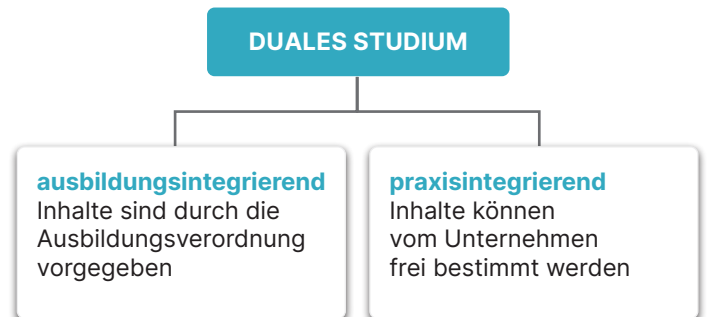 DUALES STUDIUM
ausbildungsintegrierend
Inhalte sind durch die
Ausbildungsverordnung
vorgegeben
praxisintegrierend
Inhalte können
vom Unternehmen
frei bestimmt werden